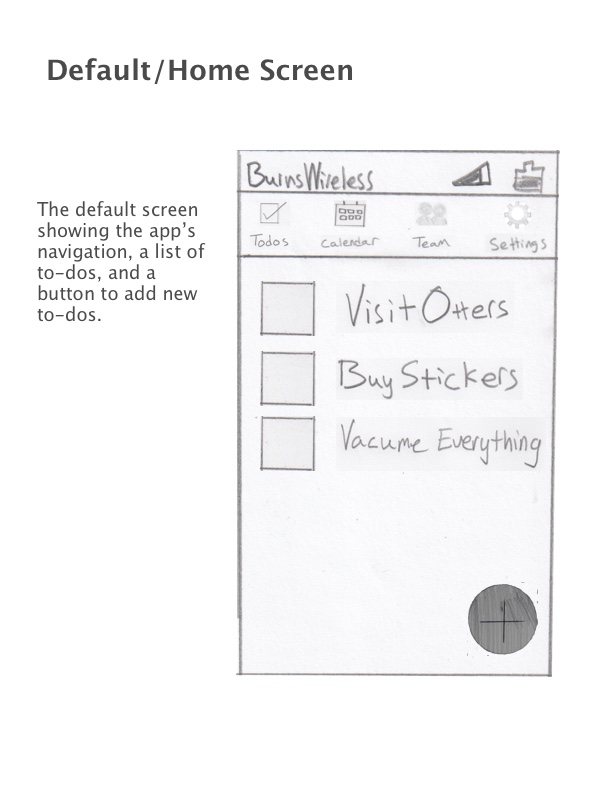 Default/Home Screen
The default screen
showing the app's
navigation, a list of
to-dos, and a
button to add new
to-dos.
BurnsWireless
Todos Calendar Team Settings
Visit Otters
Buy Stickers
Vacume Everything